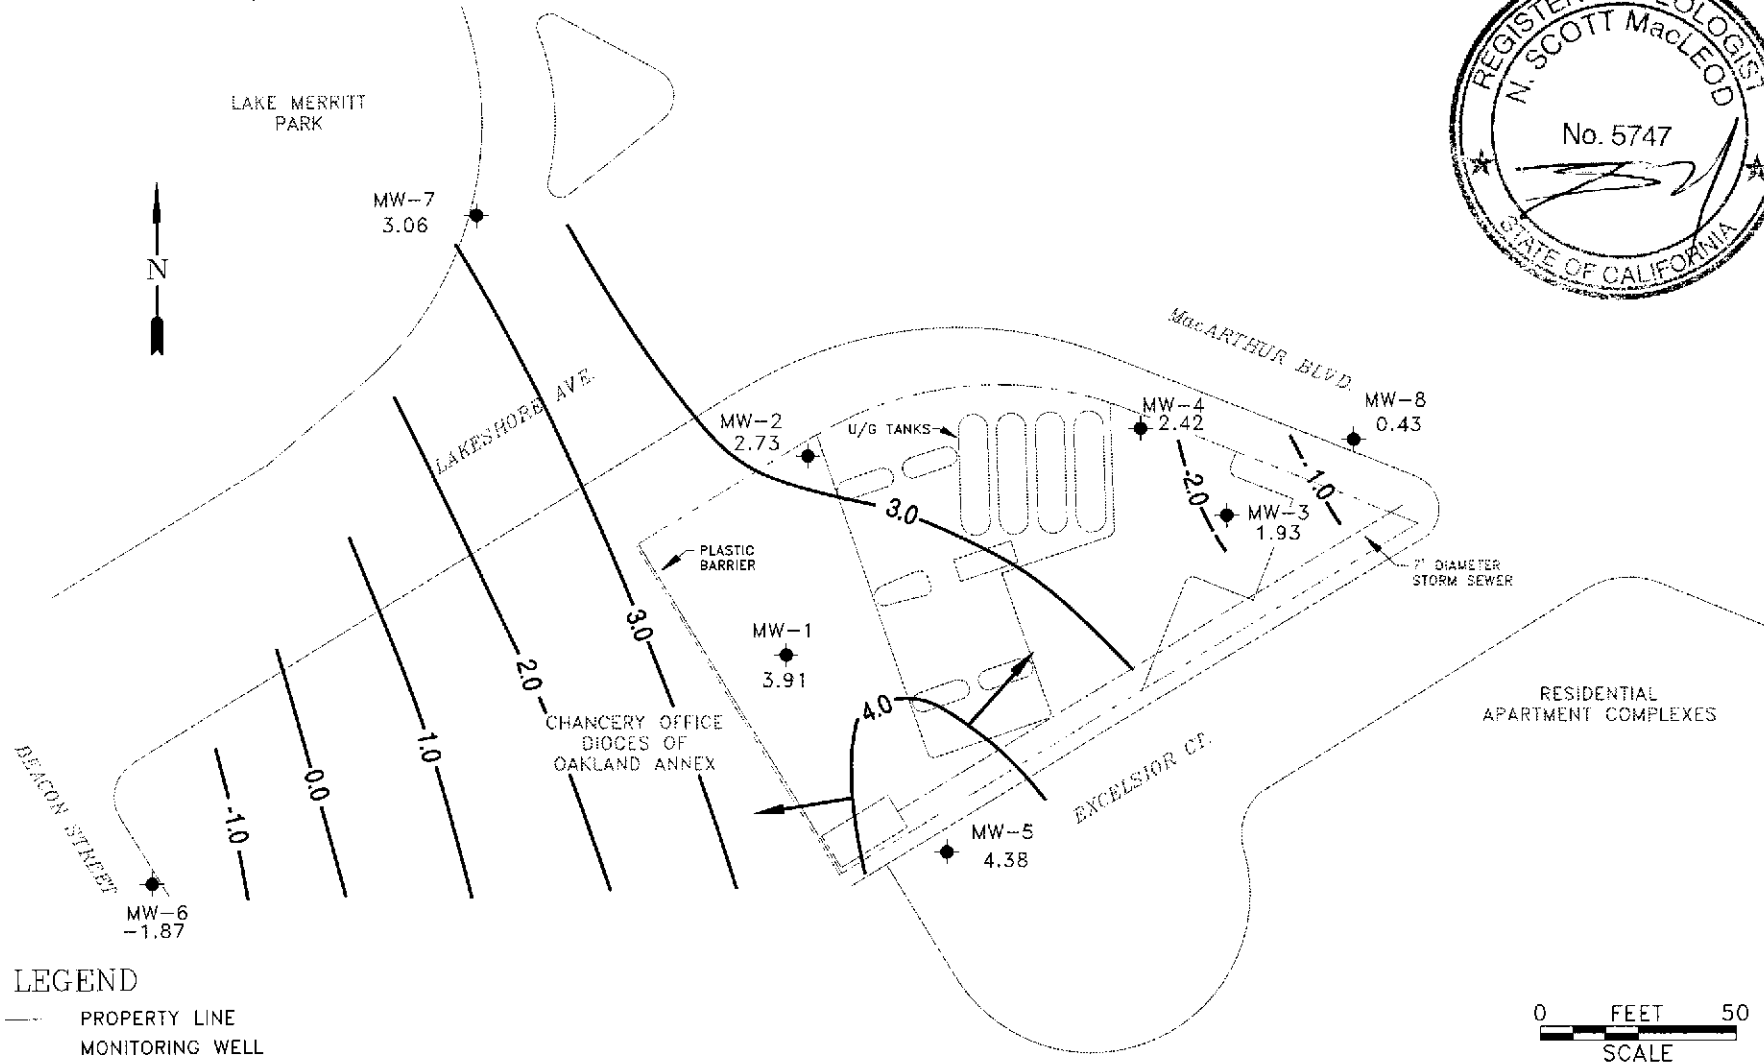 REGISTERED GEOLOGIST
N. SCOTT MacLEOD
No. 5747
STATE OF CALIFORNIA
LAKE MERRITT
PARK
N
MW-7
3.06
MacARTHUR BLVD.
LAKESHORE AVE.
MW-2
2.73
U/G TANKS
MW-4
2.42
MW-8
0.43
3.0
2.0
1.0
MW-3
1.93
PLASTIC
BARRIER
7' DIAMETER
STORM SEWER
3.0
MW-1
3.91
2.0
4.0
1.0
0.0
-1.0
CHANCERY OFFICE
DIOCES OF
OAKLAND ANNEX
RESIDENTIAL
APARTMENT COMPLEXES
BEACON STREET
EXCELSIOR CT.
MW-5
4.38
MW-6
-1.87
LEGEND
PROPERTY LINE
MONITORING WELL
0 FEET 50
SCALE